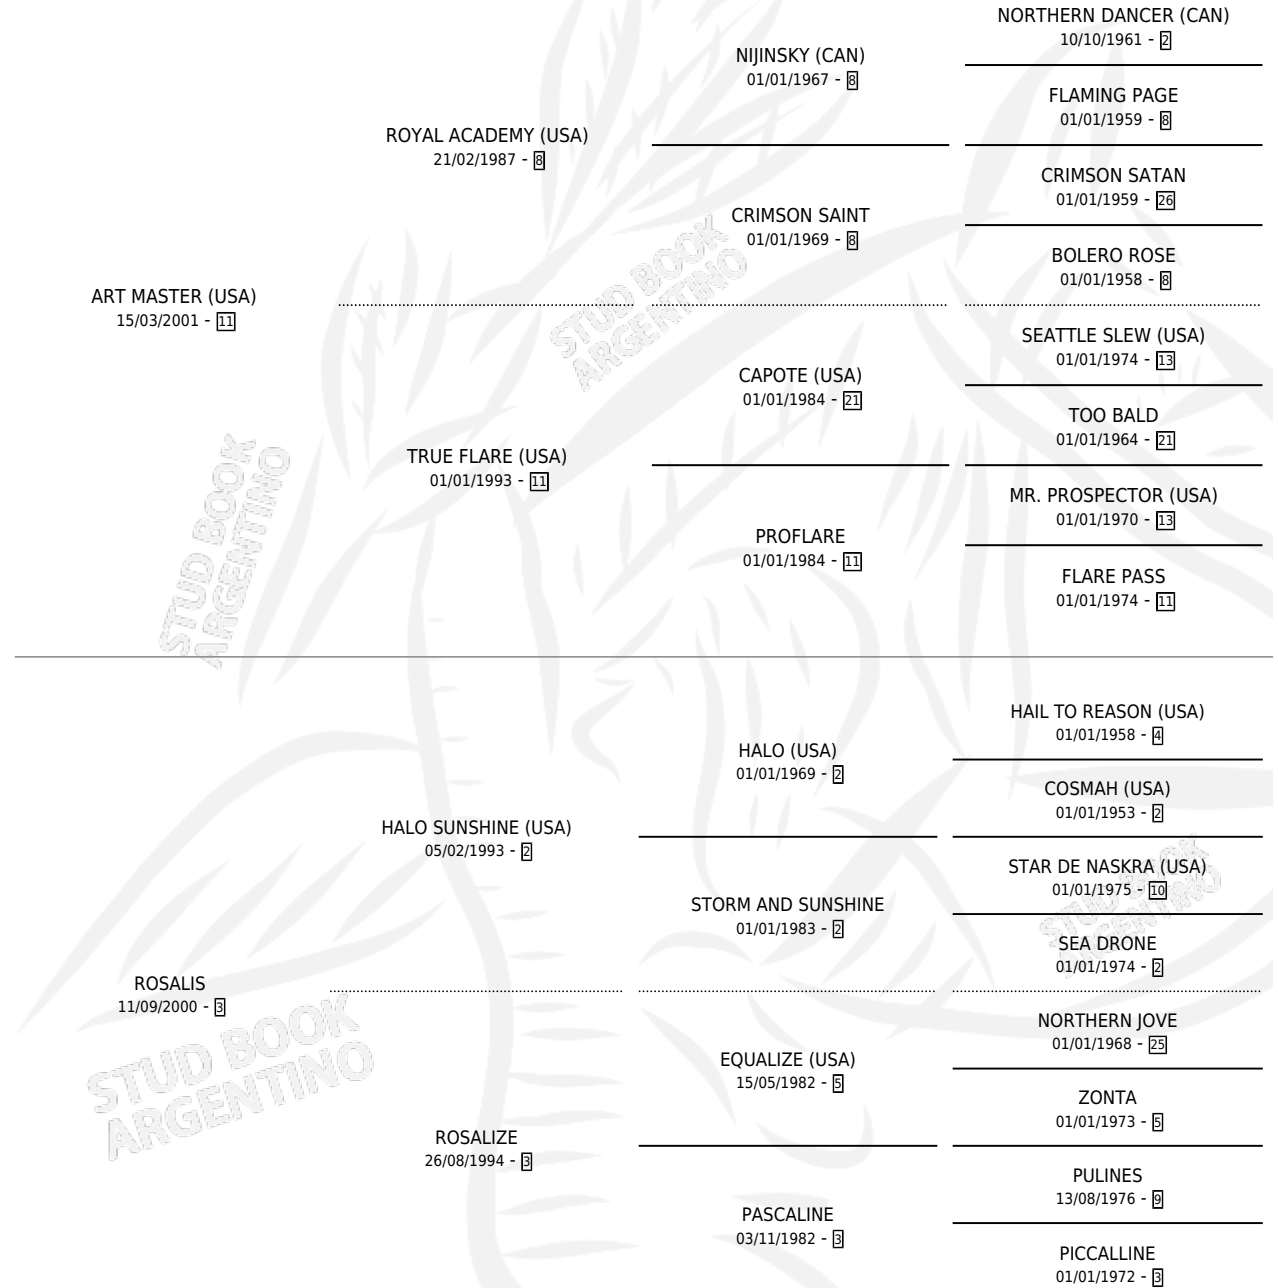 NORTHERN DANCER (CAN)
10/10/1961 - 2
NIJINSKY (CAN)
01/01/1967 - 8
FLAMING PAGE
01/01/1959 - 8
ROYAL ACADEMY (USA)
21/02/1987 - 8
CRIMSON SATAN
01/01/1959 - 26
CRIMSON SAINT
01/01/1969 - 8
BOLERO ROSE
01/01/1958 - 8
ART MASTER (USA)
15/03/2001 - 11
STUD BOOK
ARGENTINO
SEATTLE SLEW (USA)
01/01/1974 - 13
CAPOTE (USA)
01/01/1984 - 21
TOO BALD
01/01/1964 - 21
TRUE FLARE (USA)
01/01/1993 - 11
MR. PROSPECTOR (USA)
01/01/1970 - 13
PROFLARE
01/01/1984 - 11
FLARE PASS
01/01/1974 - 11
STUD BOOK
ARGENTINO
HAIL TO REASON (USA)
01/01/1958 - 4
HALO (USA)
01/01/1969 - 2
COSMAH (USA)
01/01/1953 - 2
HALO SUNSHINE (USA)
05/02/1993 - 2
STAR DE NASKRA (USA)
01/01/1975 - 10
STORM AND SUNSHINE
01/01/1983 - 2
STUD BOOK
ARGENTINO
SEA DRONE
01/01/1974 - 2
ROSALIS
11/09/2000 - 3
NORTHERN JOVE
01/01/1968 - 25
EQUALIZE (USA)
15/05/1982 - 5
ZONTA
01/01/1973 - 5
STUD BOOK
ARGENTINO
ROSALIZE
26/08/1994 - 3
PULINES
13/08/1976 - 9
PASCALINE
03/11/1982 - 3
PICCALLINE
01/01/1972 - 3